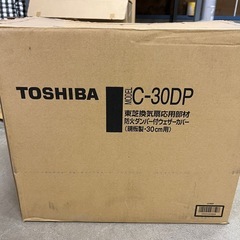 TOSHIBA
MODEL C-30DP
東芝換気扇応用部材
防火ダンパー付ウェザーカバー
(鋼板製・30cm用)